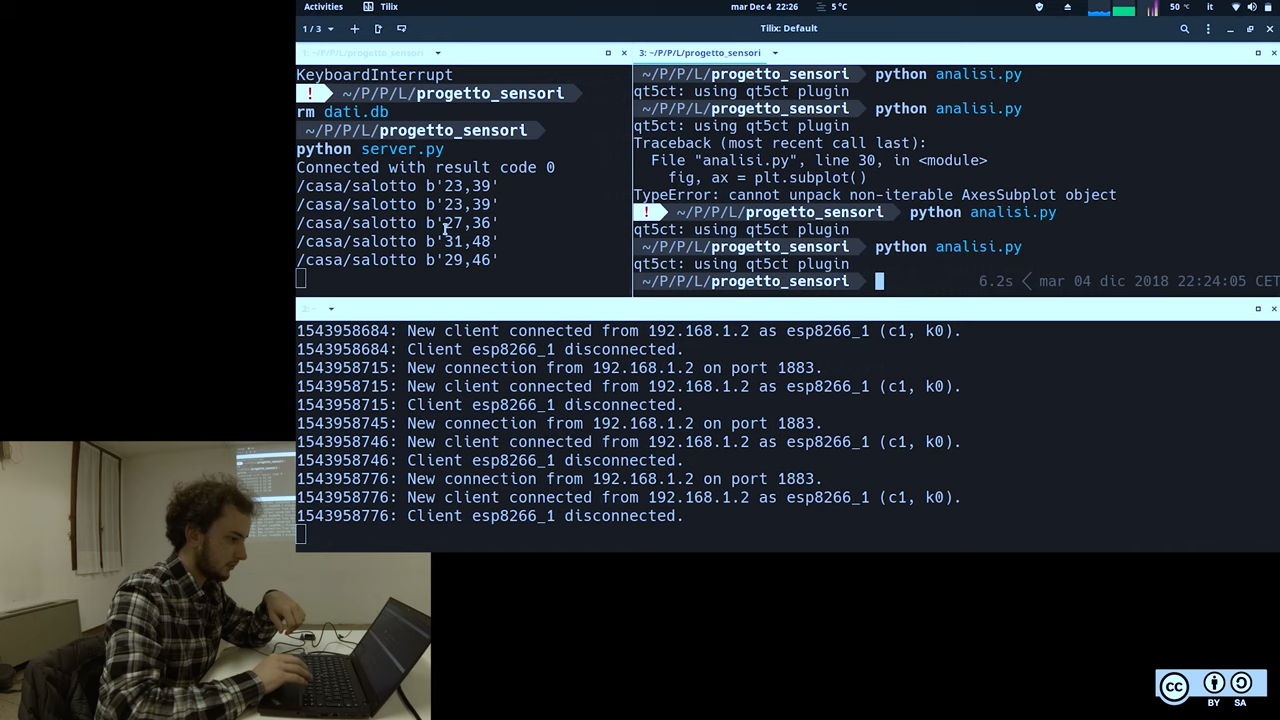 Activities Tilix mar Dec 4 22:26 5 °C 50 °C it
1 / 3 Tilix: Default
1: ~/P/P/L/progetto_sensori
KeyboardInterrupt
! ~/P/P/L/progetto_sensori
rm dati.db
~/P/P/L/progetto_sensori
python server.py
Connected with result code 0
/casa/salotto b'23,39'
/casa/salotto b'23,39'
/casa/salotto b'27,36'
/casa/salotto b'31,48'
/casa/salotto b'29,46'
3: ~/P/P/L/progetto_sensori
~/P/P/L/progetto_sensori python analisi.py
qt5ct: using qt5ct plugin
~/P/P/L/progetto_sensori python analisi.py
qt5ct: using qt5ct plugin
Traceback (most recent call last):
File "analisi.py", line 30, in <module>
fig, ax = plt.subplot()
TypeError: cannot unpack non-iterable AxesSubplot object
! ~/P/P/L/progetto_sensori python analisi.py
qt5ct: using qt5ct plugin
~/P/P/L/progetto_sensori python analisi.py
qt5ct: using qt5ct plugin
~/P/P/L/progetto_sensori 6.2s < mar 04 dic 2018 22:24:05 CET
1543958684: New client connected from 192.168.1.2 as esp8266_1 (c1, k0).
1543958684: Client esp8266_1 disconnected.
1543958715: New connection from 192.168.1.2 on port 1883.
1543958715: New client connected from 192.168.1.2 as esp8266_1 (c1, k0).
1543958715: Client esp8266_1 disconnected.
1543958745: New connection from 192.168.1.2 on port 1883.
1543958746: New client connected from 192.168.1.2 as esp8266_1 (c1, k0).
1543958746: Client esp8266_1 disconnected.
1543958776: New connection from 192.168.1.2 on port 1883.
1543958776: New client connected from 192.168.1.2 as esp8266_1 (c1, k0).
1543958776: Client esp8266_1 disconnected.
cc
BY SA